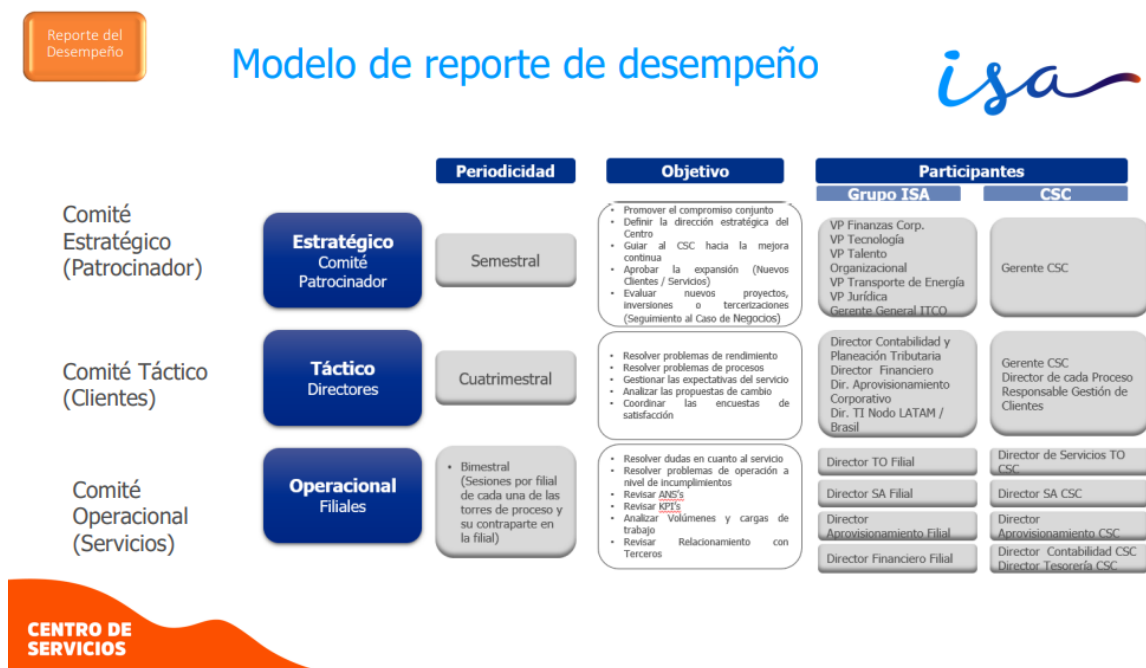 Reporte del
Desempeño
Modelo de reporte de desempeño
isa
Periodicidad
Objetivo
Participantes
Grupo ISA
CSC
Comité
Estratégico
(Patrocinador)
Estratégico
Comité
Patrocinador
Semestral
• Promover el compromiso conjunto
• Definir la dirección estratégica del
Centro
• Guiar al CSC hacia la mejora
continua
• Aprobar la expansión (Nuevos
Clientes / Servicios)
• Evaluar nuevos proyectos,
inversiones o tercerizaciones
(Seguimiento al Caso de Negocios)
VP Finanzas Corp.
VP Tecnología
VP Talento
Organizacional
VP Transporte de Energía
VP Jurídica
Gerente General ITCO
Gerente CSC
Comité Táctico
(Clientes)
Táctico
Directores
Cuatrimestral
• Resolver problemas de rendimiento
• Resolver problemas de procesos
• Gestionar las expectativas del servicio
• Analizar las propuestas de cambio
• Coordinar las encuestas de
satisfacción
Director Contabilidad y
Planeación Tributaria
Director Financiero
Dir. Aprovisionamiento
Corporativo
Dir. TI Nodo LATAM /
Brasil
Gerente CSC
Director de cada Proceso
Responsable Gestión de
Clientes
Comité
Operacional
(Servicios)
Operacional
Filiales
• Bimestral
(Sesiones por filial
de cada una de las
torres de proceso y
su contraparte en
la filial)
• Resolver dudas en cuanto al servicio
• Resolver problemas de operación a
nivel de incumplimientos
• Revisar ANS's
• Revisar KPI's
• Analizar Volúmenes y cargas de
trabajo
• Revisar Relacionamiento con
Terceros
Director TO Filial
Director de Servicios TO
CSC
Director SA Filial
Director SA CSC
Director
Aprovisionamiento Filial
Director
Aprovisionamiento CSC
Director Financiero Filial
Director Contabilidad CSC
Director Tesorería CSC
CENTRO DE
SERVICIOS